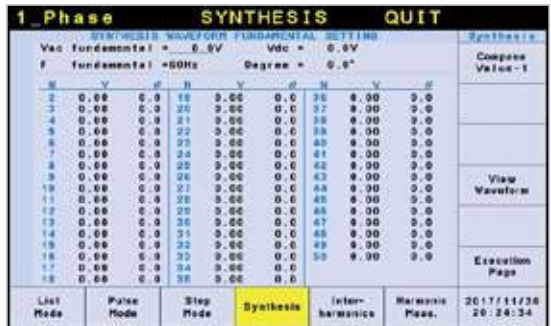 1_Phase SYNTHESIS QUIT
SYNTHESIS WAVEFORM FUNDAMENTAL SETTING
Vac fundamental = 0.0V Vdc = 0.0V
F fundamental =60Hz Degree = 0.0°
N V θ N V θ N V θ
2 0.00 0.0 19 0.00 0.0 36 0.00 0.0
3 0.00 0.0 20 0.00 0.0 37 0.00 0.0
4 0.00 0.0 21 0.00 0.0 38 0.00 0.0
5 0.00 0.0 22 0.00 0.0 39 0.00 0.0
6 0.00 0.0 23 0.00 0.0 40 0.00 0.0
7 0.00 0.0 24 0.00 0.0 41 0.00 0.0
8 0.00 0.0 25 0.00 0.0 42 0.00 0.0
9 0.00 0.0 26 0.00 0.0 43 0.00 0.0
10 0.00 0.0 27 0.00 0.0 44 0.00 0.0
11 0.00 0.0 28 0.00 0.0 45 0.00 0.0
12 0.00 0.0 29 0.00 0.0 46 0.00 0.0
13 0.00 0.0 30 0.00 0.0 47 0.00 0.0
14 0.00 0.0 31 0.00 0.0 48 0.00 0.0
15 0.00 0.0 32 0.00 0.0 49 0.00 0.0
16 0.00 0.0 33 0.00 0.0 50 0.00 0.0
17 0.00 0.0 34 0.00 0.0
18 0.00 0.0 35 0.00 0.0
Synthesis
Compose
Value-1
View
Waveform
Execution
Page
List
Mode
Pulse
Mode
Step
Mode
Synthesis
Inter-
harmonics
Harmonic
Meas.
20:24:34